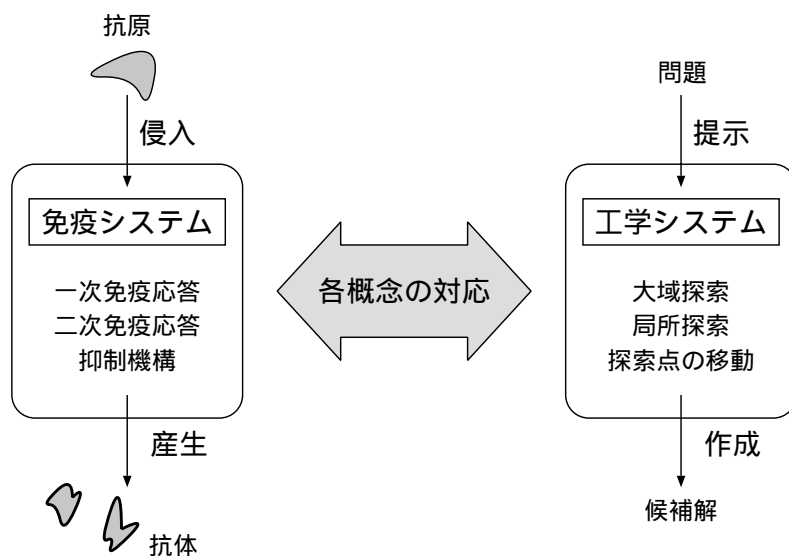 抗原
侵入
免疫システム
一次免疫応答
二次免疫応答
抑制機構
産生
抗体
各概念の対応
問題
提示
工学システム
大域探索
局所探索
探索点の移動
作成
候補解